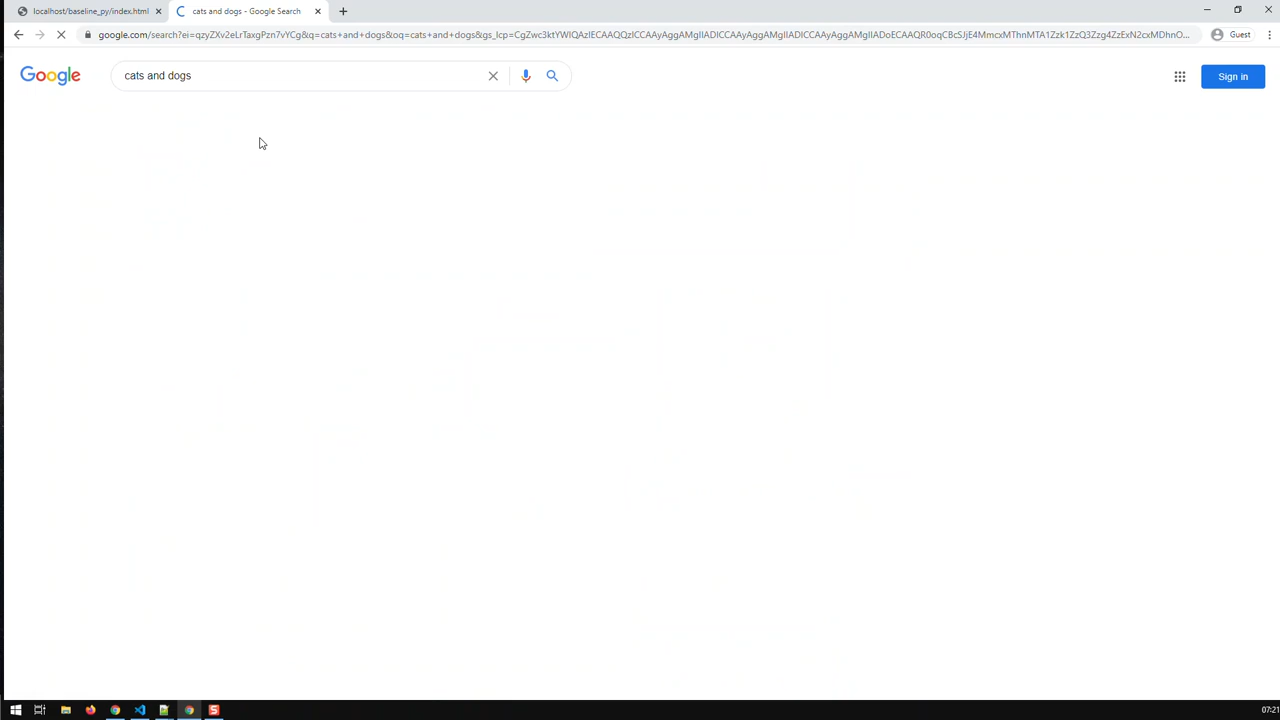 localhost/baseline_py/index.html
cats and dogs - Google Search
google.com/search?ei=qzyZXv2eLrTaxgPzn7vYCg&q=cats+and+dogs&oq=cats+and+dogs&gs_lcp=CgZwc3ktYWIQAzIECAAQQzICCAAyAggAMgIIADICCAAyAggAMgIIADICCAAyAggAMgIIADoECAAQR0oqCBcSJjE4MmcxMThnMTA1Zzk1ZzQ3Zzg4ZzExN2cxMDhnO...
Guest
Google
cats and dogs
Sign in
07:21